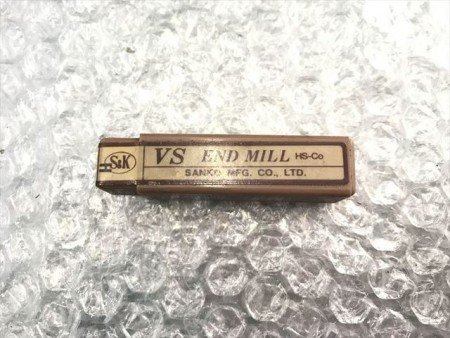 S&K
VS END MILL HS-Co
SANKO MFG. CO., LTD.